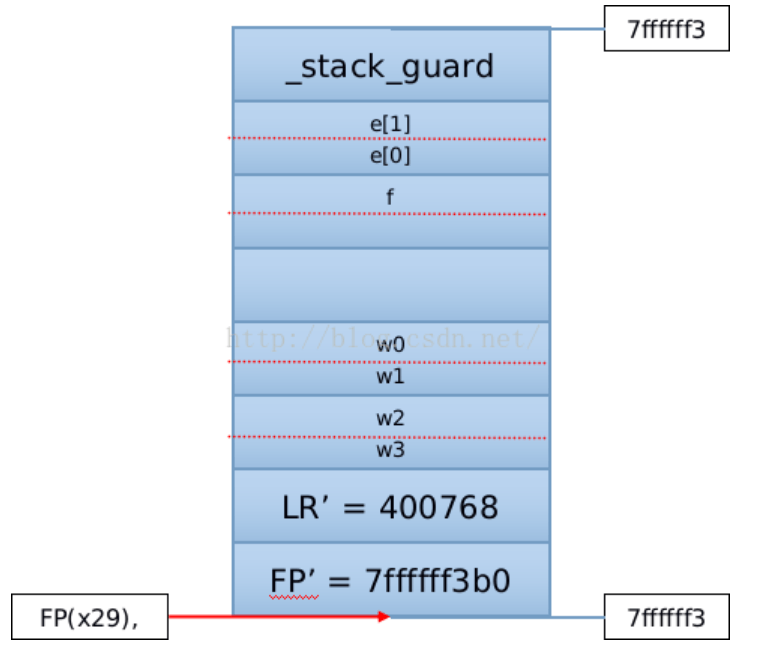 7ffffff3
_stack_guard
e[1]
e[0]
f
http://blog.csdn.net/
w0
w1
w2
w3
LR’ = 400768
FP’ = 7ffffff3b0
FP(x29),
7ffffff3